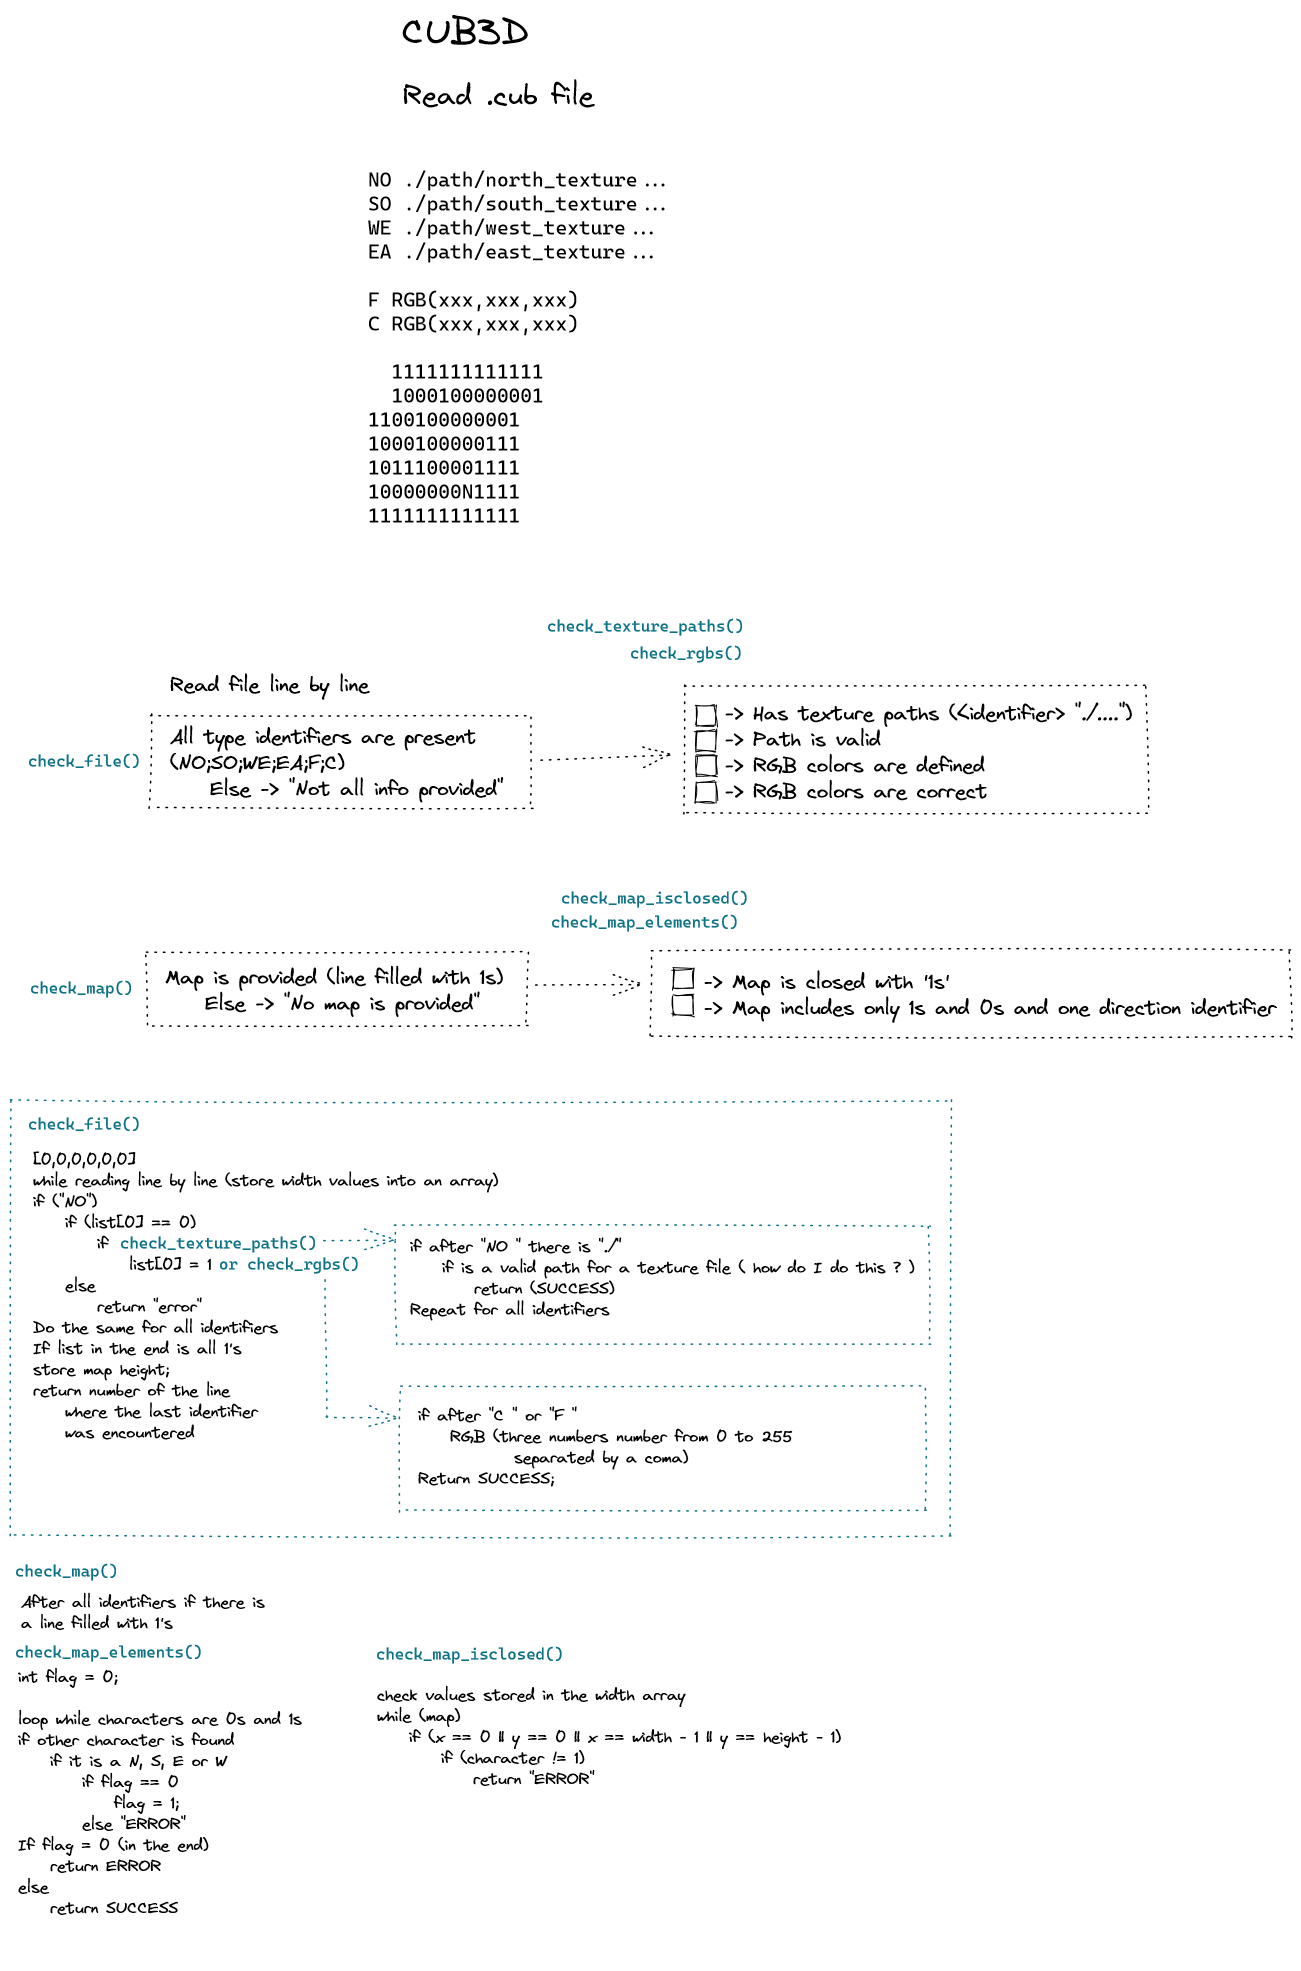 CUB3D
Read .cub file
NO ./path/north_texture ...
SO ./path/south_texture ...
WE ./path/west_texture ...
EA ./path/east_texture ...
F RGB(xxx,xxx,xxx)
C RGB(xxx,xxx,xxx)
1111111111111
1000100000001
1100100000001
1000100000111
1011100001111
10000000N1111
1111111111111
check_texture_paths()
check_rgbs()
Read file line by line
check_file()
All type identifiers are present
(NO;SO;WE;EA;F;C)
Else -> "Not all info provided"
-> Has texture paths (<identifier> "./....")
-> Path is valid
-> RGB colors are defined
-> RGB colors are correct
check_map_isclosed()
check_map_elements()
check_map()
Map is provided (line filled with 1s)
Else -> "No map is provided"
-> Map is closed with '1s'
-> Map includes only 1s and 0s and one direction identifier
check_file()
[0,0,0,0,0,0]
while reading line by line (store width values into an array)
if ("NO")
if (list[0] == 0)
if check_texture_paths()
list[0] = 1 or check_rgbs()
else
return "error"
Do the same for all identifiers
If list in the end is all 1's
store map height;
return number of the line
where the last identifier
was encountered
if after "NO " there is "./"
if is a valid path for a texture file ( how do I do this ? )
return (SUCCESS)
Repeat for all identifiers
if after "C " or "F "
RGB (three numbers number from 0 to 255
separated by a coma)
Return SUCCESS;
check_map()
After all identifiers if there is
a line filled with 1's
check_map_elements()
int flag = 0;
loop while characters are 0s and 1s
if other character is found
if it is a N, S, E or W
if flag == 0
flag = 1;
else "ERROR"
If flag = 0 (in the end)
return ERROR
else
return SUCCESS
check_map_isclosed()
check values stored in the width array
while (map)
if (x == 0 || y == 0 || x == width - 1 || y == height - 1)
if (character != 1)
return "ERROR"